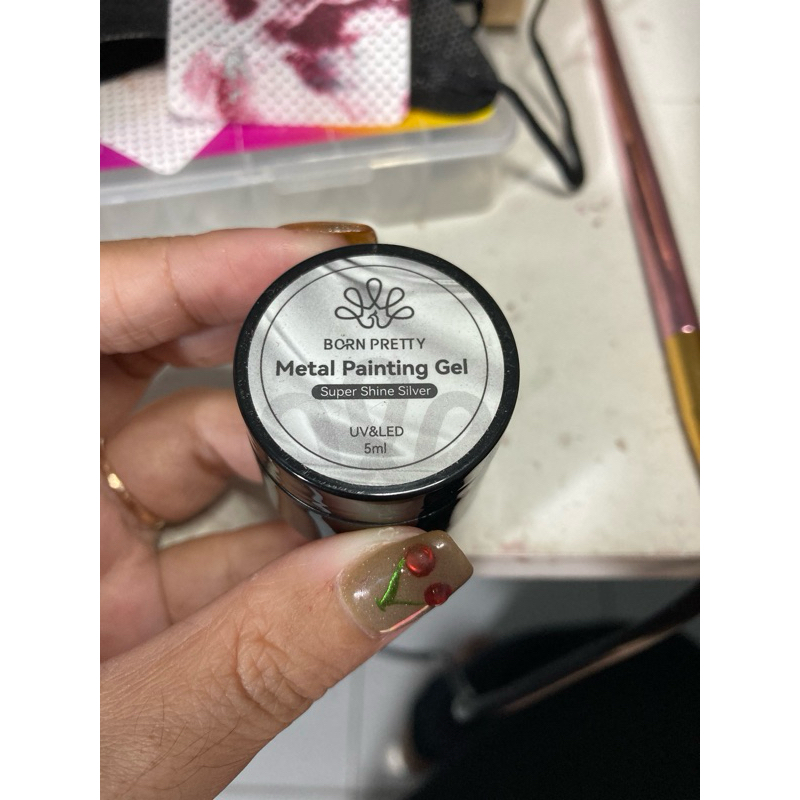 BORN PRETTY
Metal Painting Gel
Super Shine Silver
UV&LED
5ml